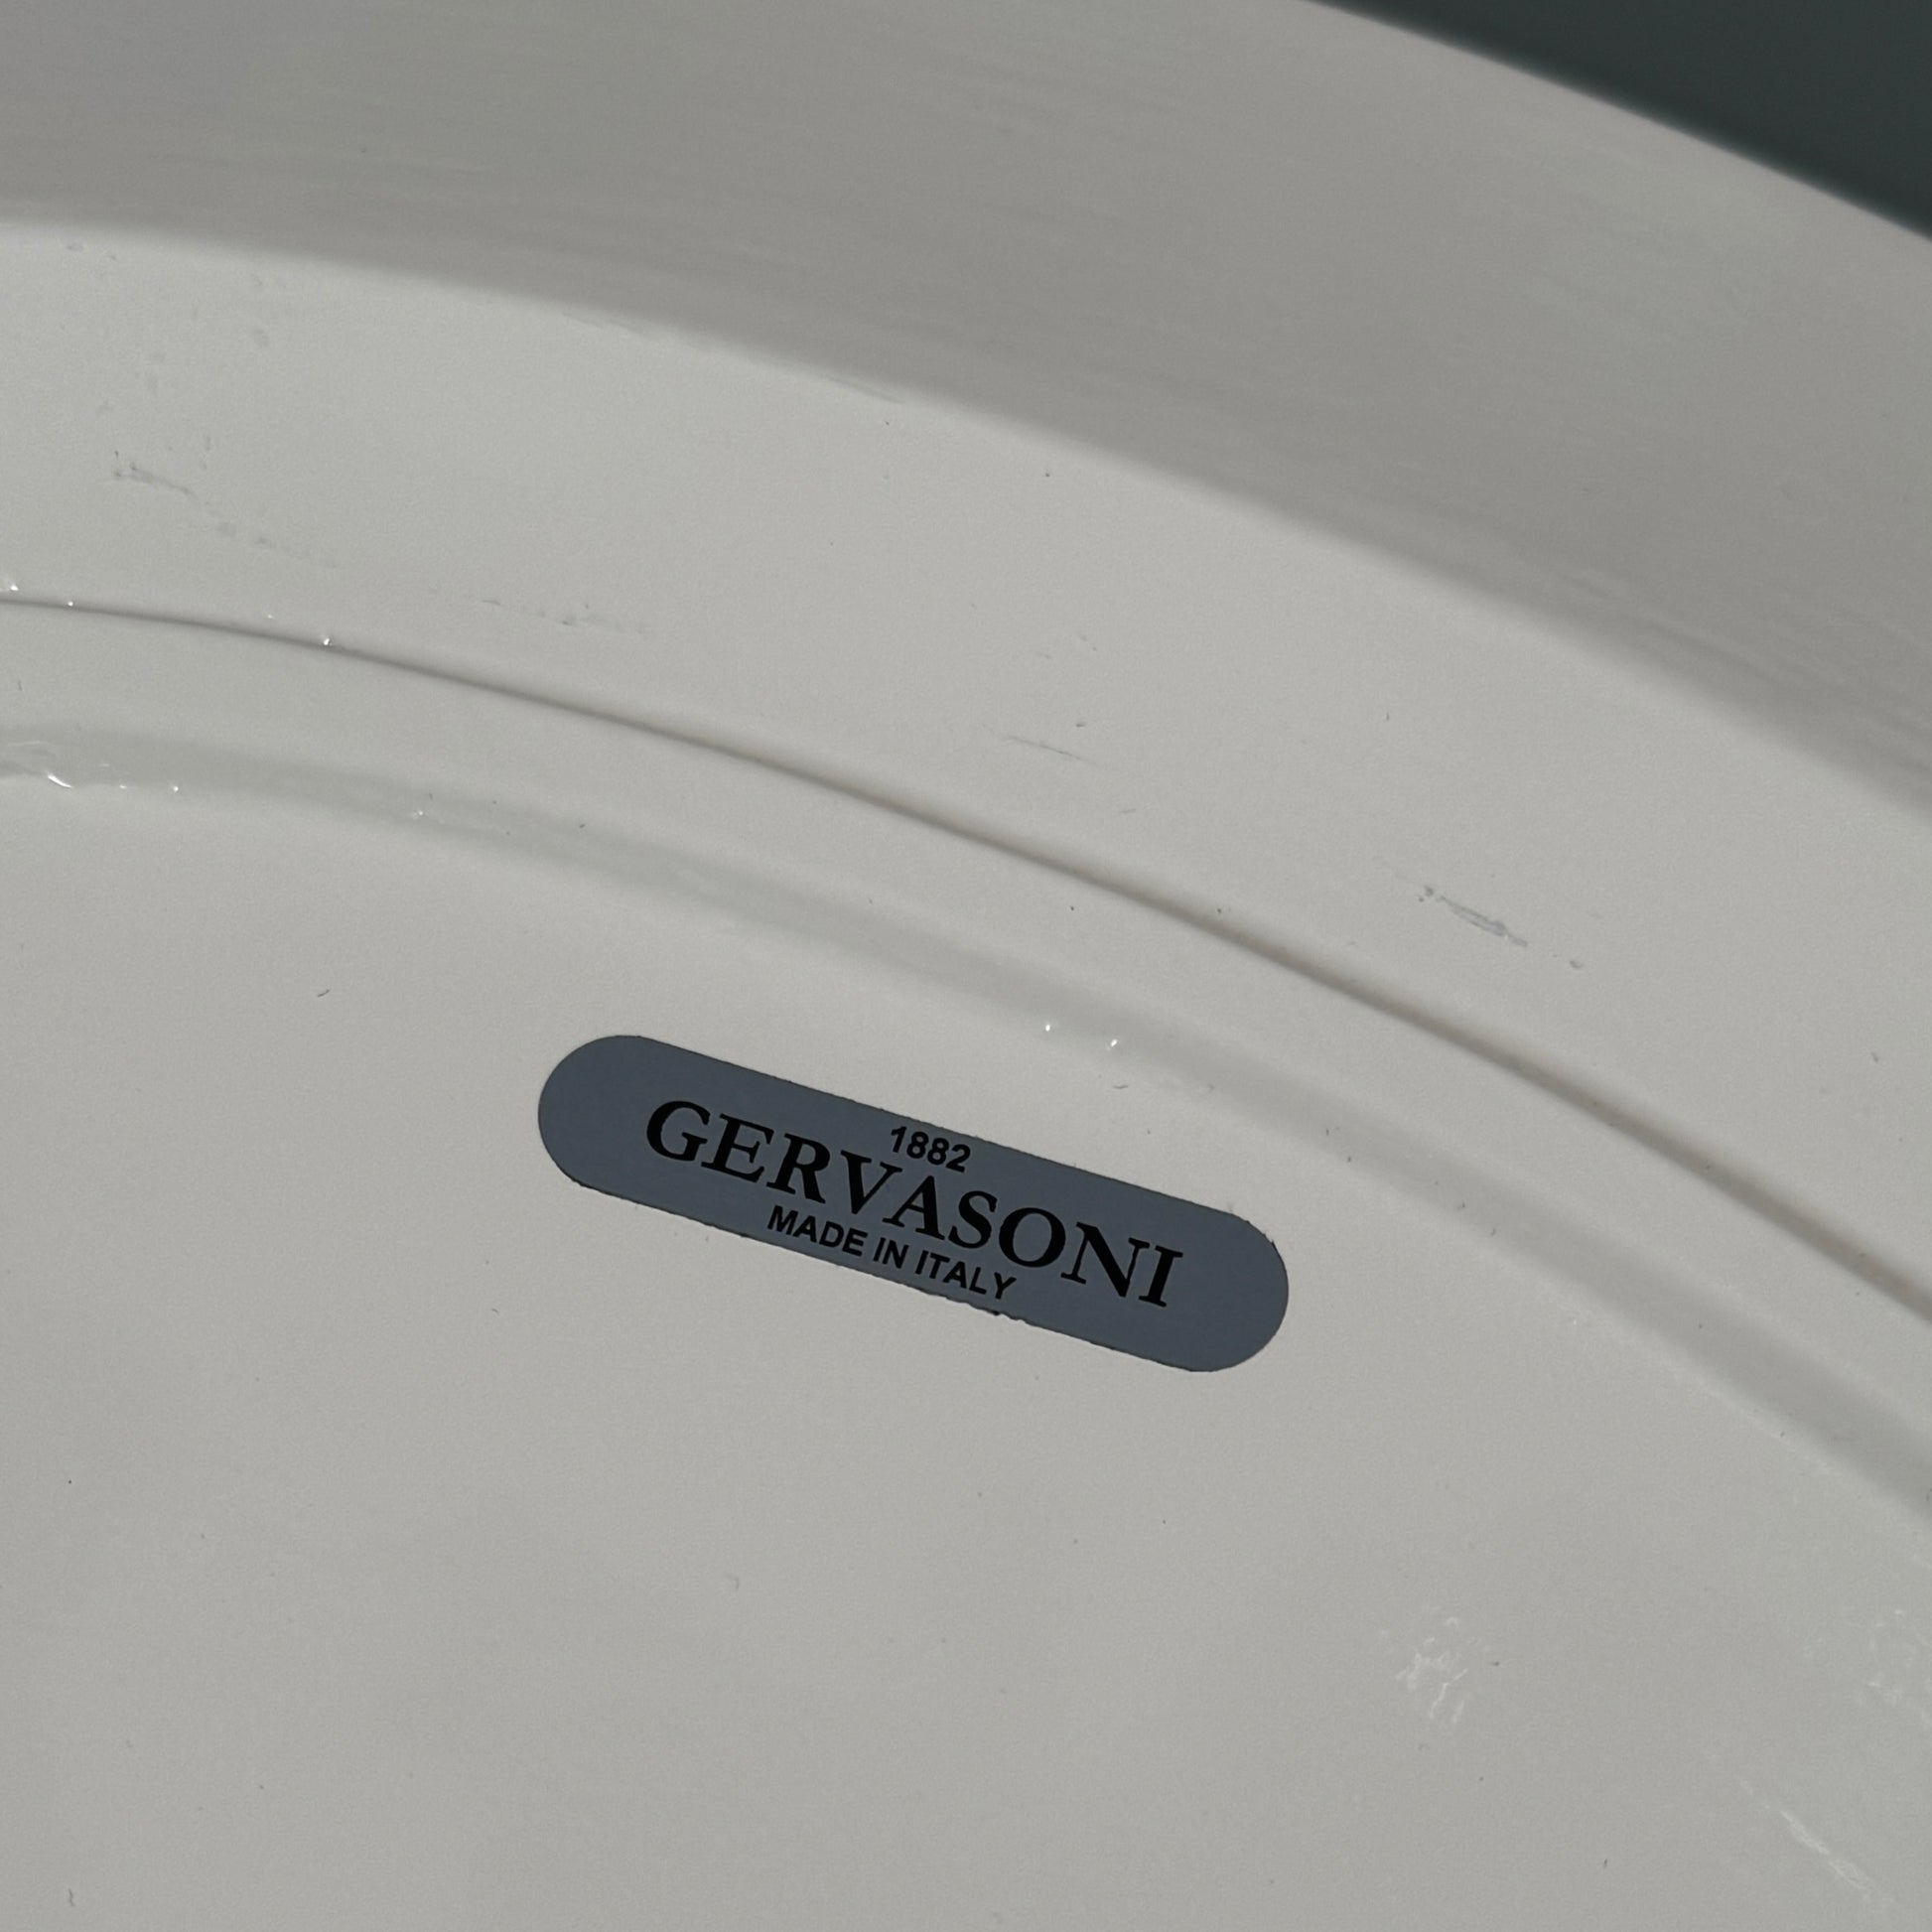 1882
GERVASONI
MADE IN ITALY